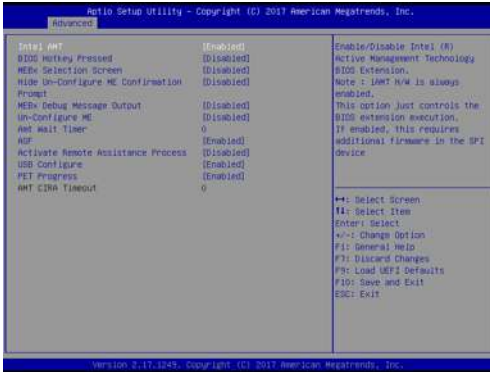 Aptio Setup Utility - Copyright (C) 2017 American Megatrends, Inc.
Advanced
Intel AMT [Enabled]
BIOS Hotkey Pressed [Disabled]
MEBx Selection Screen [Disabled]
Hide Un-Configure ME Confirmation [Disabled]
Prompt
MEBx Debug Message Output [Disabled]
Un-Configure ME [Disabled]
Amt Wait Timer 0
ASF [Enabled]
Activate Remote Assistance Process [Disabled]
USB Configure [Enabled]
PET Progress [Enabled]
AMT CIRA Timeout 0
Enable/Disable Intel (R)
Active Management Technology
BIOS Extension.
Note : iAMT H/W is always
enabled.
This option just controls the
BIOS extension execution.
If enabled, this requires
additional firmware in the SPI
device
↔: Select Screen
↑↓: Select Item
Enter: Select
+/-: Change Option
F1: General Help
F7: Discard Changes
F9: Load UEFI Defaults
F10: Save and Exit
ESC: Exit
Version 2.17.1249. Copyright (C) 2017 American Megatrends, Inc.